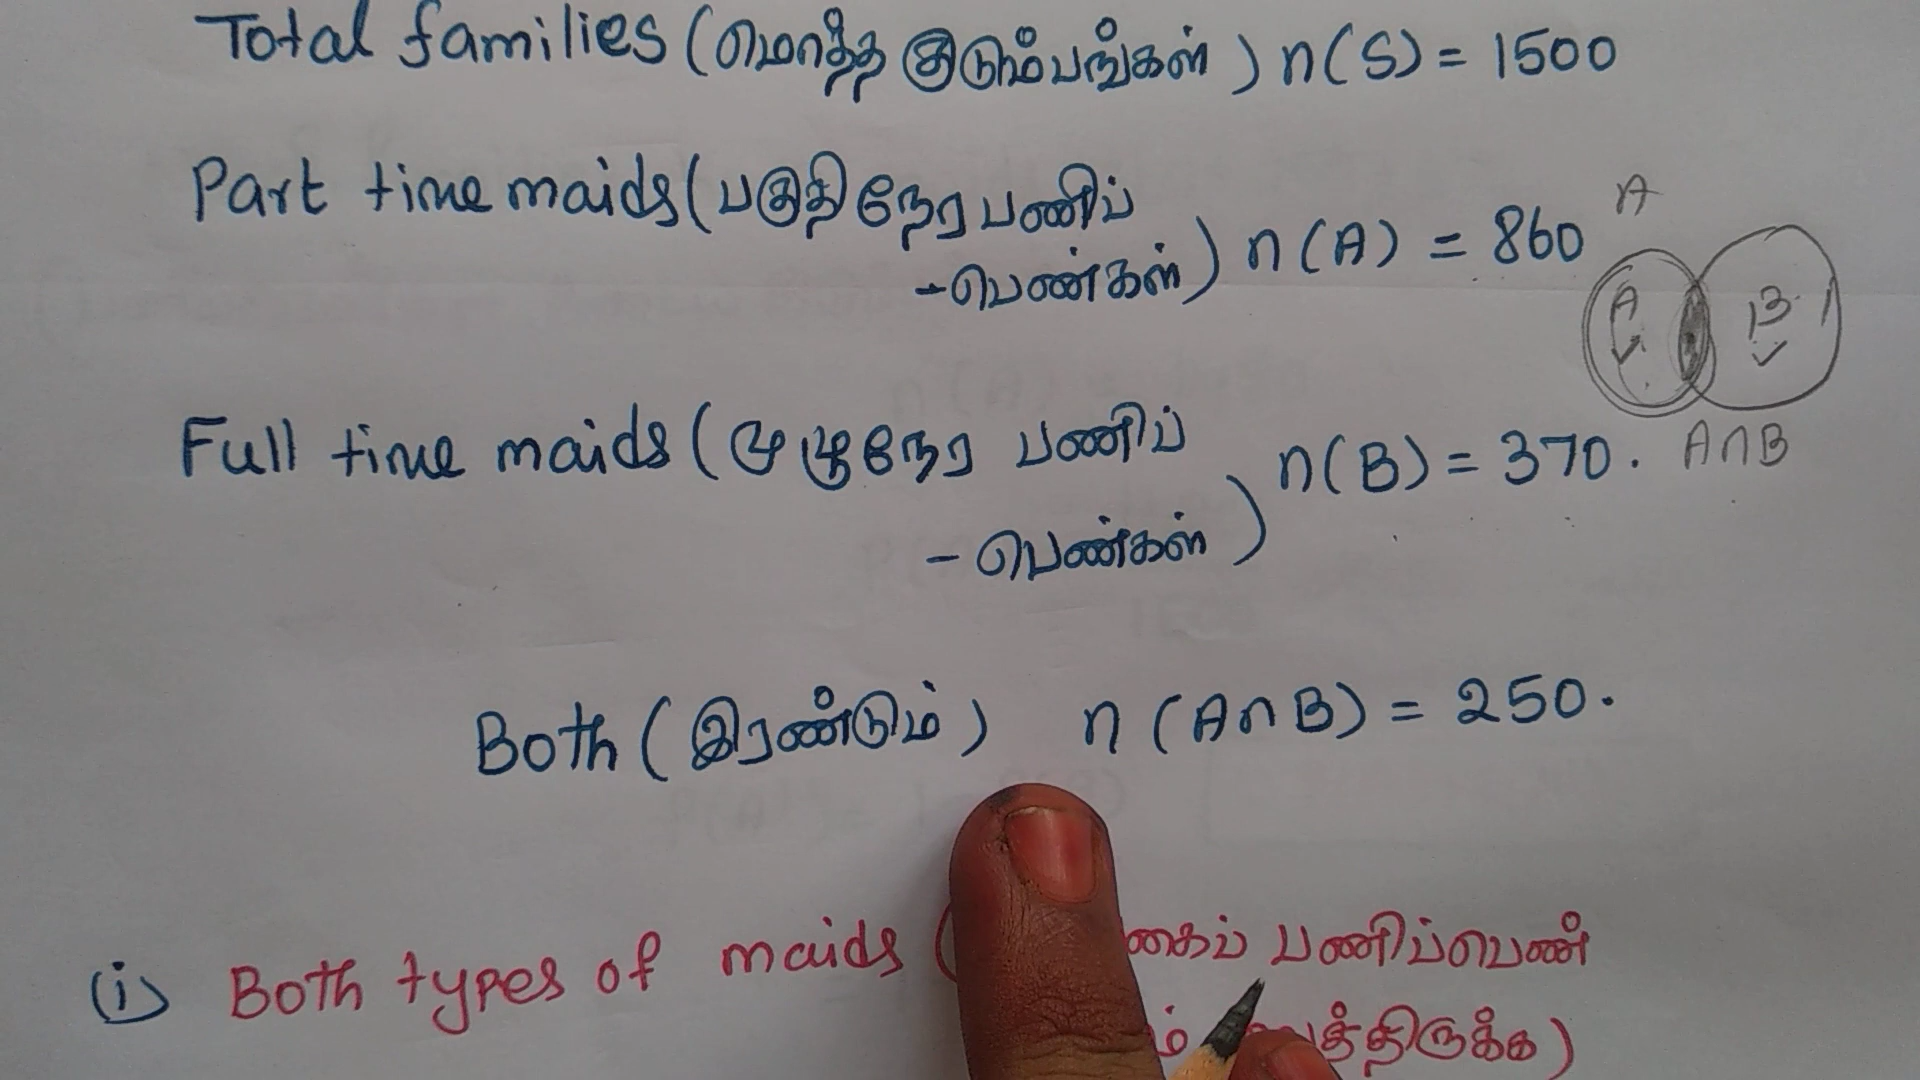 Total families (மொத்த குடும்பங்கள்) n(S) = 1500
Part time maids (பகுதி நேர பணிப்
-பெண்கள்) n(A) = 860
A
A B
A∩B
Full time maids (முழுநேர பணிப்
-பெண்கள்) n(B) = 370.
Both (இரண்டும்) n(A∩B) = 250.
(i) Both types of maids ( பணிப்பெண்